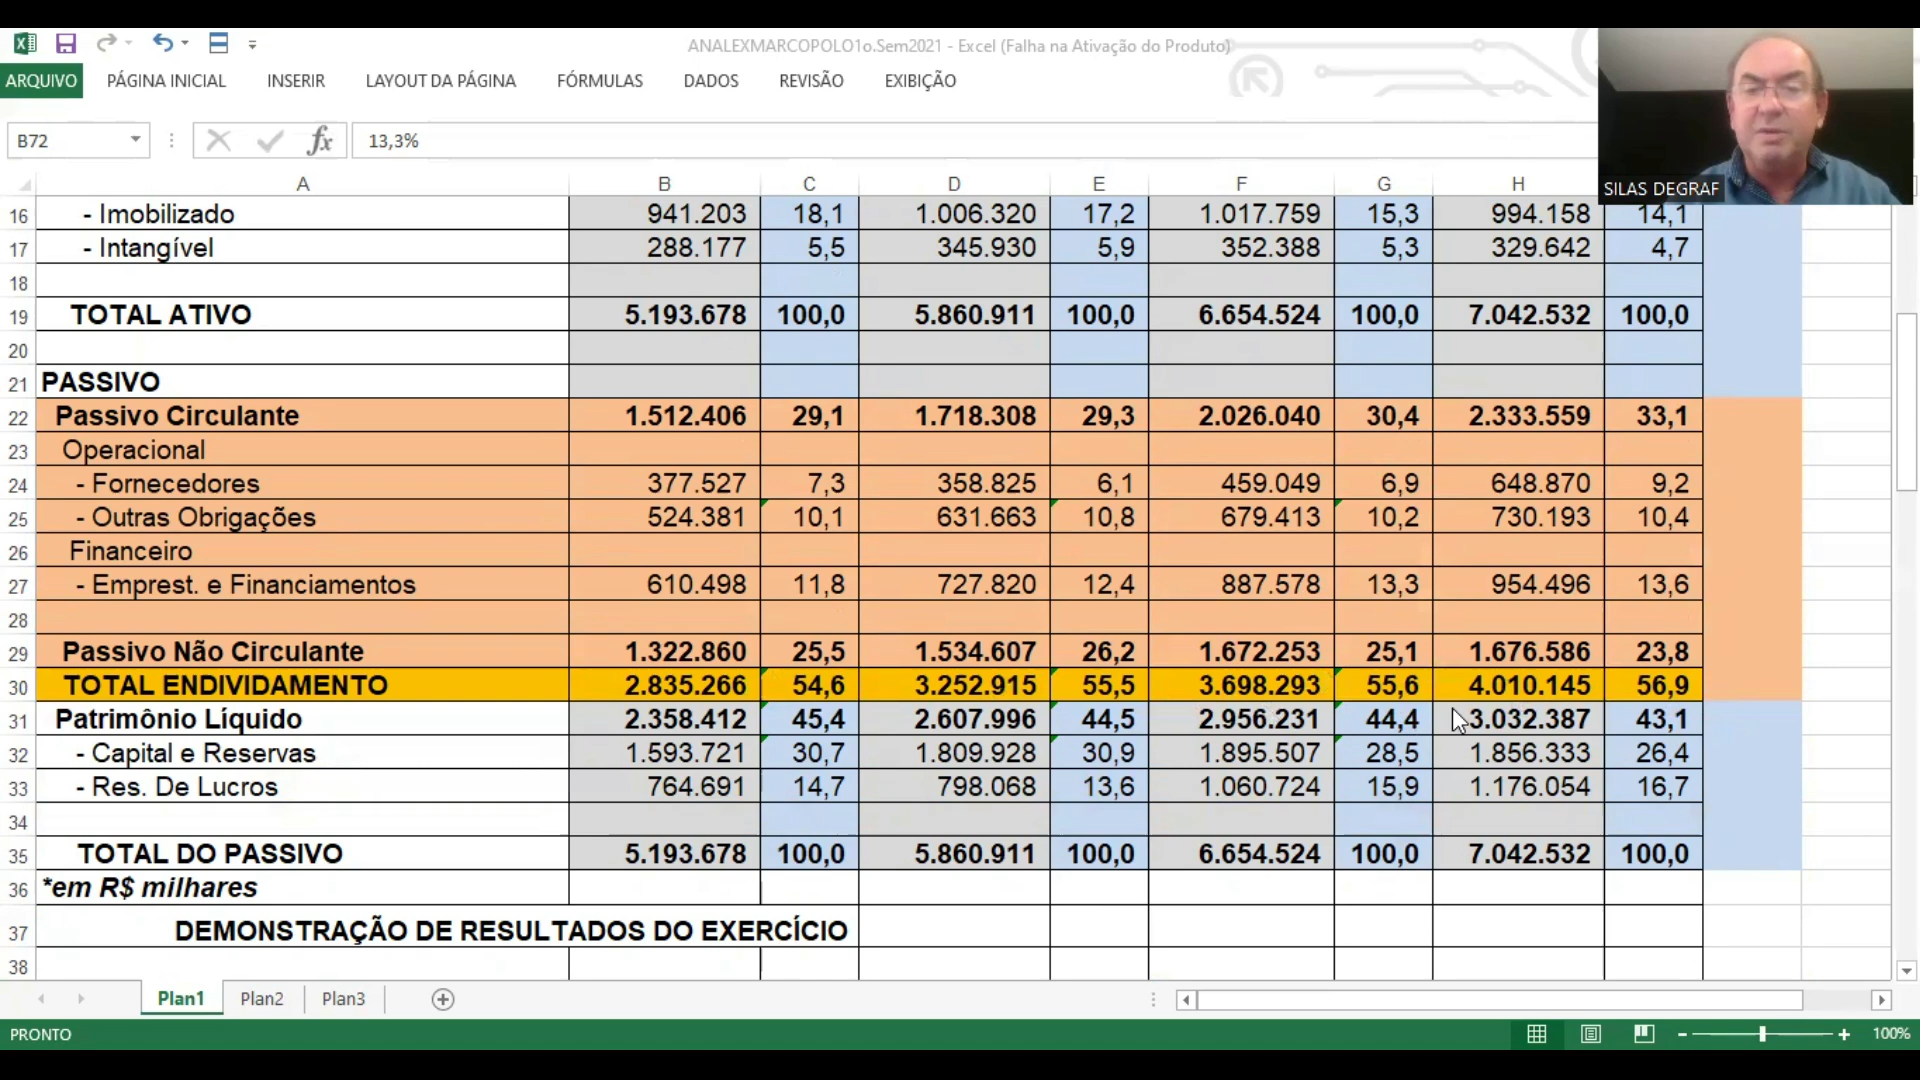 ANALEXMARCOPOLO1o.Sem2021 - Excel (Falha na Ativação do Produto)
ARQUIVO PÁGINA INICIAL INSERIR LAYOUT DA PÁGINA FÓRMULAS DADOS REVISÃO EXIBIÇÃO
B72 fx 13,3%
SILAS DEGRAF
A B C D E F G H
16 - Imobilizado 941.203 18,1 1.006.320 17,2 1.017.759 15,3 994.158 14,1
17 - Intangível 288.177 5,5 345.930 5,9 352.388 5,3 329.642 4,7
18
19 TOTAL ATIVO 5.193.678 100,0 5.860.911 100,0 6.654.524 100,0 7.042.532 100,0
20
21 PASSIVO
22 Passivo Circulante 1.512.406 29,1 1.718.308 29,3 2.026.040 30,4 2.333.559 33,1
23 Operacional
24 - Fornecedores 377.527 7,3 358.825 6,1 459.049 6,9 648.870 9,2
25 - Outras Obrigações 524.381 10,1 631.663 10,8 679.413 10,2 730.193 10,4
26 Financeiro
27 - Emprest. e Financiamentos 610.498 11,8 727.820 12,4 887.578 13,3 954.496 13,6
28
29 Passivo Não Circulante 1.322.860 25,5 1.534.607 26,2 1.672.253 25,1 1.676.586 23,8
30 TOTAL ENDIVIDAMENTO 2.835.266 54,6 3.252.915 55,5 3.698.293 55,6 4.010.145 56,9
31 Patrimônio Líquido 2.358.412 45,4 2.607.996 44,5 2.956.231 44,4 3.032.387 43,1
32 - Capital e Reservas 1.593.721 30,7 1.809.928 30,9 1.895.507 28,5 1.856.333 26,4
33 - Res. De Lucros 764.691 14,7 798.068 13,6 1.060.724 15,9 1.176.054 16,7
34
35 TOTAL DO PASSIVO 5.193.678 100,0 5.860.911 100,0 6.654.524 100,0 7.042.532 100,0
36 *em R$ milhares
37 DEMONSTRAÇÃO DE RESULTADOS DO EXERCÍCIO
38
Plan1 Plan2 Plan3
PRONTO 100%